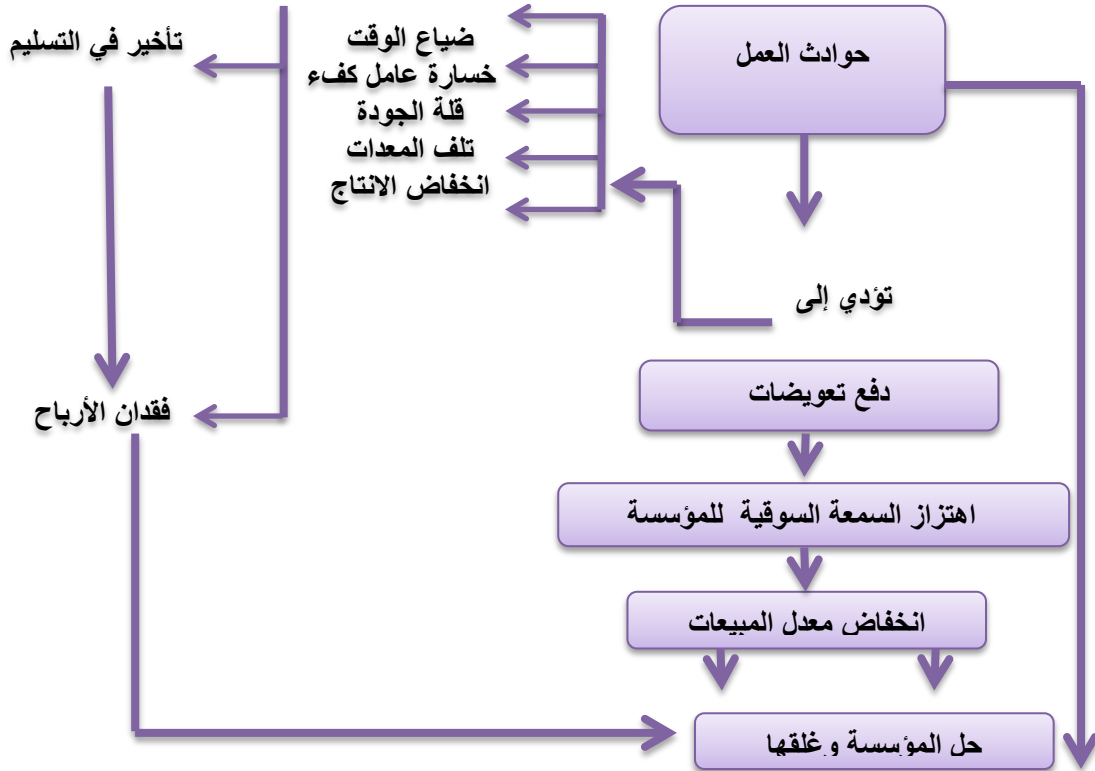 حوادث العمل
ضياع الوقت
خسارة عامل كفء
قلة الجودة
تلف المعدات
انخفاض الانتاج
تأخير في التسليم
تؤدي إلى
دفع تعويضات
فقدان الأرباح
اهتزاز السمعة السوقية للمؤسسة
انخفاض معدل المبيعات
حل المؤسسة وغلقها